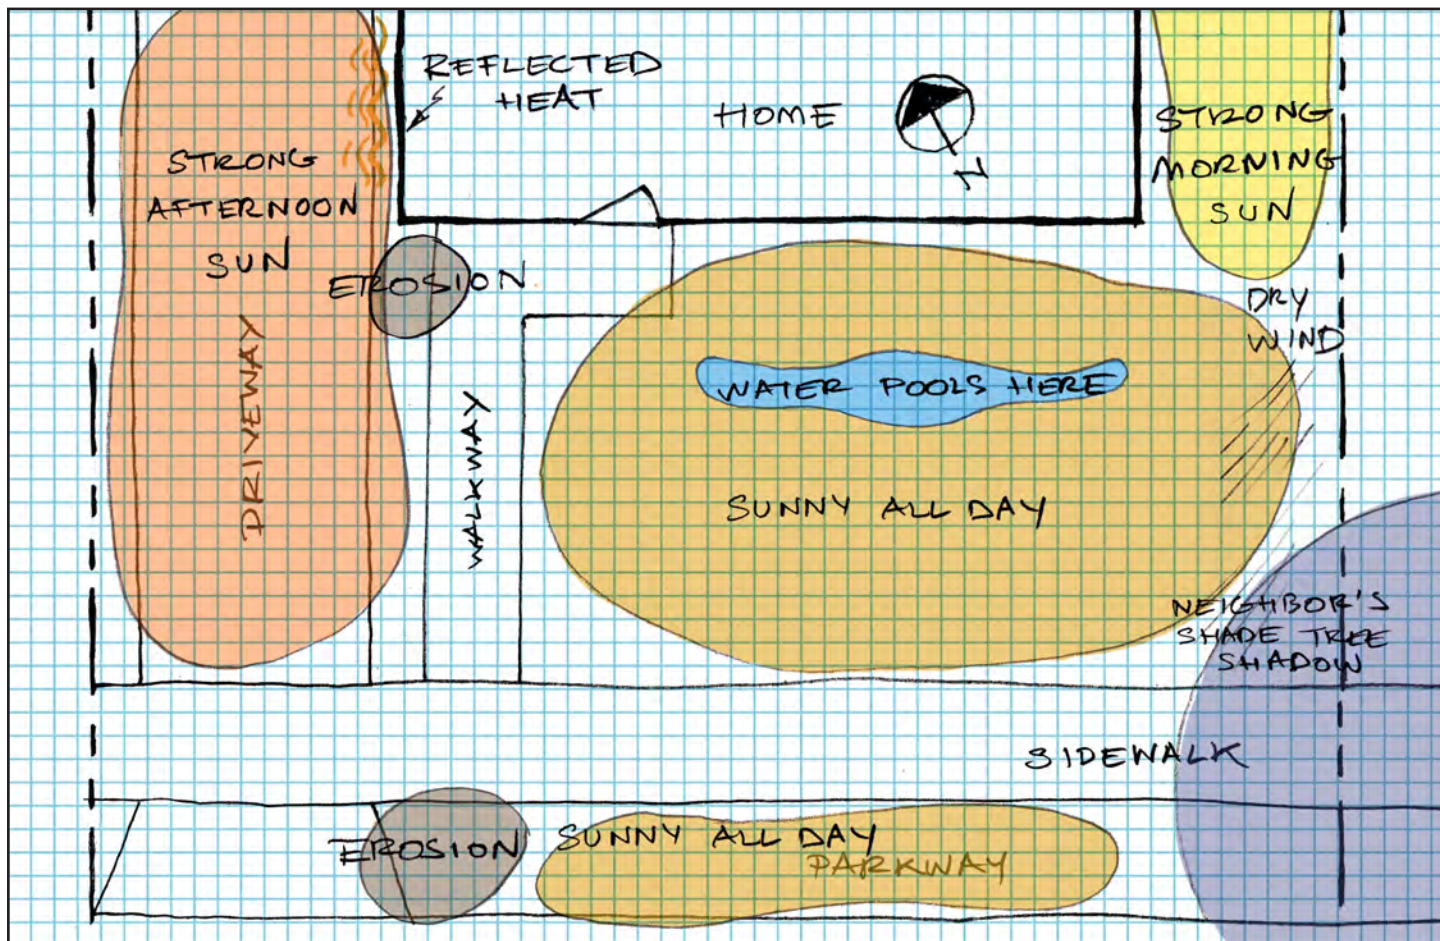 REFLECTED
HEAT
HOME
N
STRONG
AFTERNOON
SUN
STRONG
MORNING
SUN
EROSION
DRY
WIND
DRIVEWAY
WALKWAY
WATER POOLS HERE
SUNNY ALL DAY
NEIGHBOR'S
SHADE TREE
SHADOW
SIDEWALK
EROSION
SUNNY ALL DAY
PARKWAY